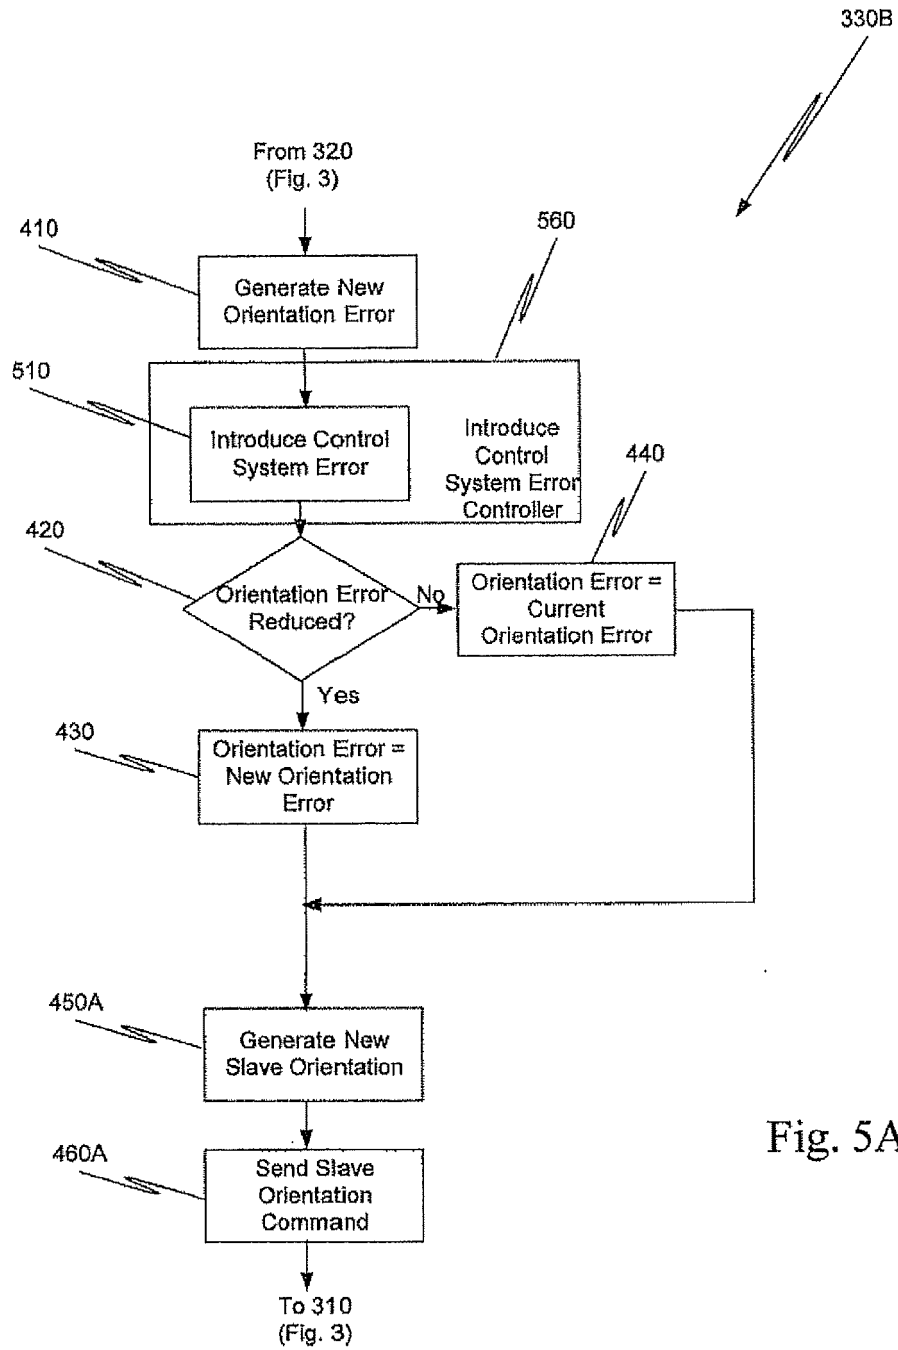 330B
From 320
(Fig. 3)
410
560
Generate New
Orientation Error
510
Introduce Control
System Error
Introduce
Control
System Error
Controller
440
420
Orientation Error
Reduced?
No
Orientation Error =
Current
Orientation Error
Yes
430
Orientation Error =
New Orientation
Error
450A
Generate New
Slave Orientation
460A
Send Slave
Orientation
Command
Fig. 5A
To 310
(Fig. 3)